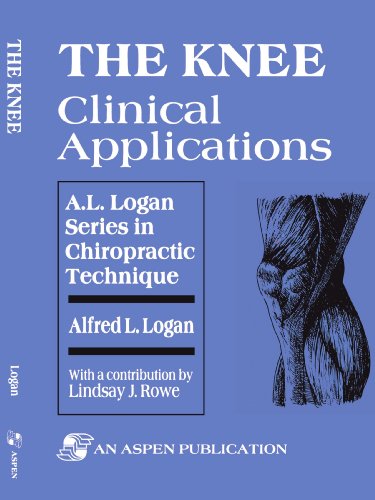 THE KNEE
Logan
ASPEN
THE KNEE
Clinical
Applications
A.L. Logan
Series in
Chiropractic
Technique
Alfred L. Logan
With a contribution by
Lindsay J. Rowe
AN ASPEN PUBLICATION